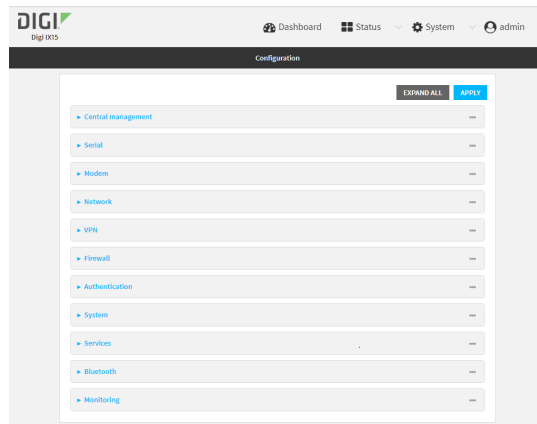 DIGI
Digi IX15
Dashboard Status System admin
Configuration
EXPAND ALL APPLY
Central management
Serial
Modem
Network
VPN
Firewall
Authentication
System
Services
Bluetooth
Monitoring